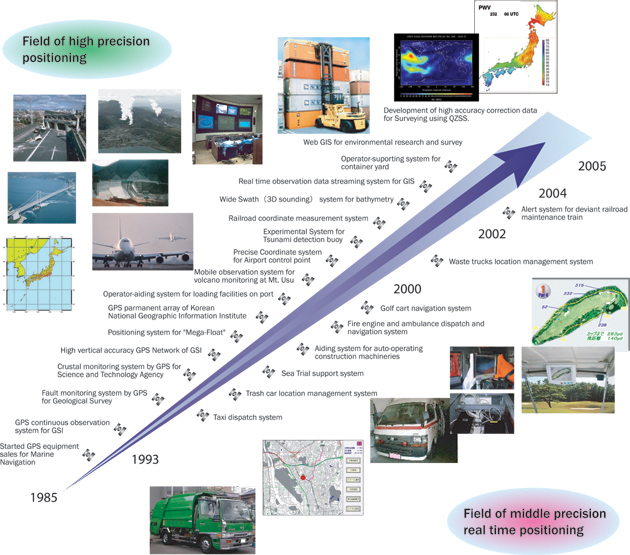 Field of high precision
positioning
PWV
232 00 UTC
Development of high accuracy correction data
for Surveying using QZSS.
Web GIS for environmental research and survey
Operator-suporting system for
container yard
Real time observation data streaming system for GIS
Wide Swath (3D sounding) system for bathymetry
Railroad coordinate measurement system
Experimental System for
Tsunami detection buoy
Precise Coordinate system
for Airport control point
Mobile observation system for
volcano monitoring at Mt. Usu
Operator-aiding system for loading facilities on port
GPS parmanent array of Korean
National Geographic Information Institute
Positioning system for "Mega-Float"
High vertical accuracy GPS Network of GSI
Crustal monitoring system by GPS for
Science and Technology Agency
Fault monitoring system by GPS
for Geological Survey
GPS continuous observation
system for GSI
Started GPS equipment
sales for Marine
Navigation
1985
1993
2000
2002
2004
2005
Alert system for deviant railroad
maintenance train
Waste trucks location management system
Golf cart navigation system
Fire engine and ambulance dispatch and
navigation system
Aiding system for auto-operating
construction machineries
Sea Trial support system
Trash car location management system
Taxi dispatch system
Field of middle precision
real time positioning